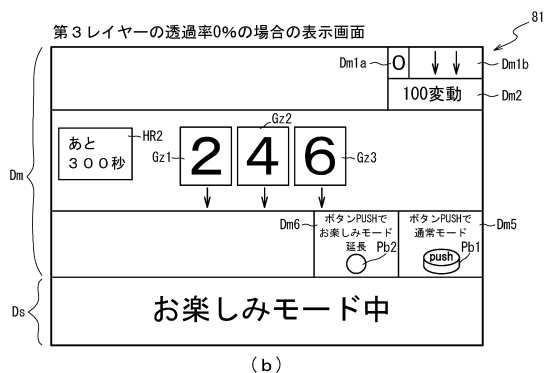 第３レイヤーの透過率0%の場合の表示画面
81
Dm1a
0
↓ ↓
Dm1b
100変動
Dm2
あと
３００秒
HR2
Gz1
2
Gz2
4
6
Gz3
↓ ↓ ↓
Dm
Dm6
ボタンPUSHで
お楽しみモード
延長
Pb2
ボタンPUSHで
通常モード
push
Pb1
Dm5
Ds
お楽しみモード中
(b)